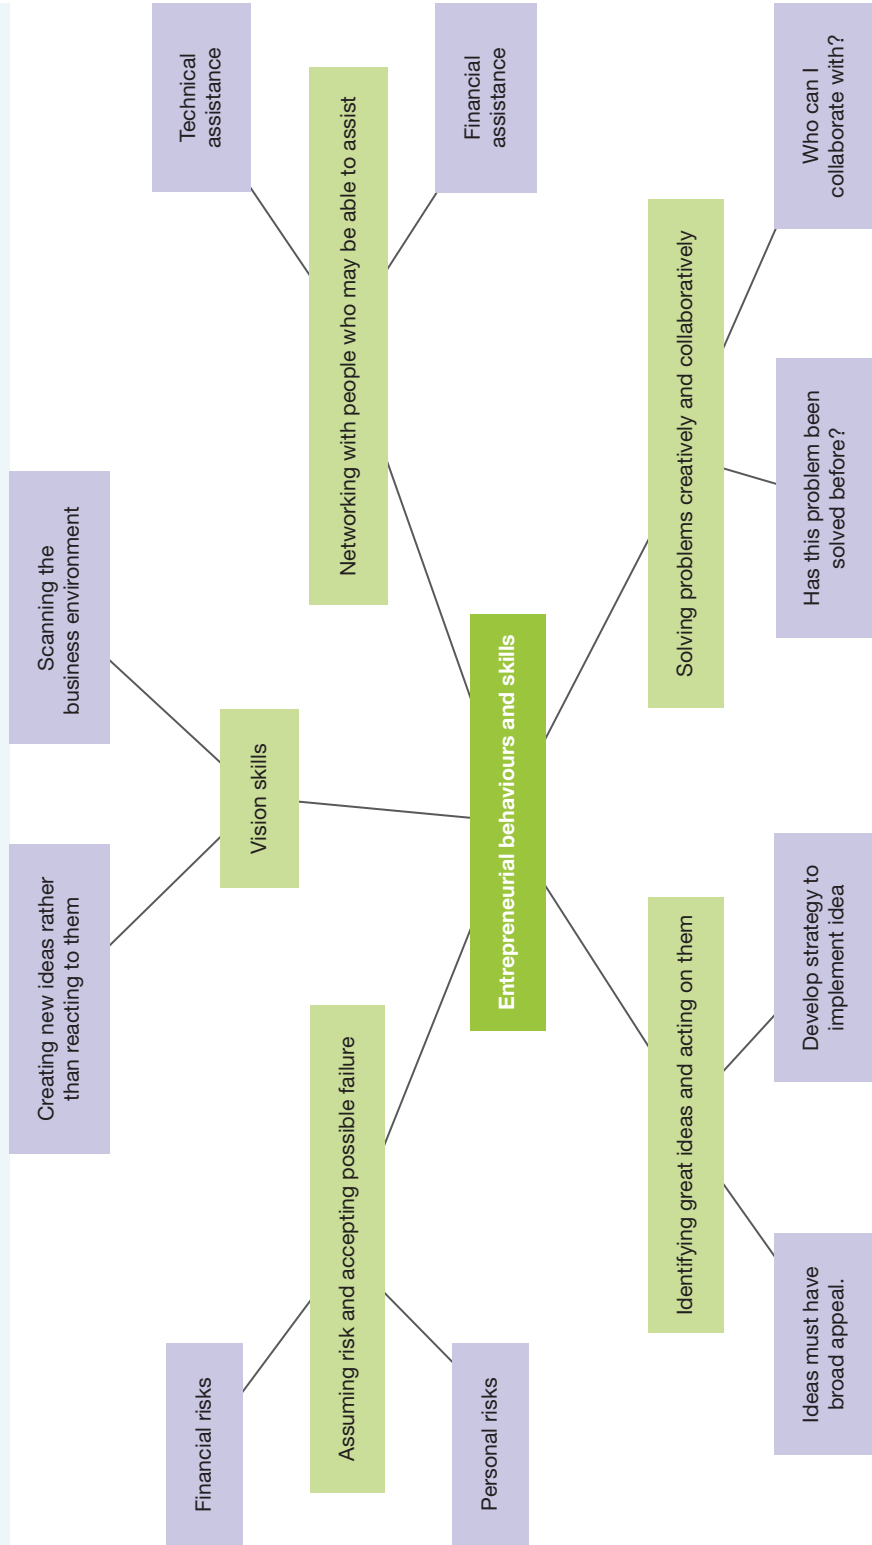 Creating new ideas rather
than reacting to them
Scanning the
business environment
Vision skills
Financial risks
Technical
assistance
Assuming risk and accepting possible failure
Networking with people who may be able to assist
Personal risks
Financial
assistance
Entrepreneurial behaviours and skills
Identifying great ideas and acting on them
Solving problems creatively and collaboratively
Ideas must have
broad appeal.
Develop strategy to
implement idea
Has this problem been
solved before?
Who can I
collaborate with?